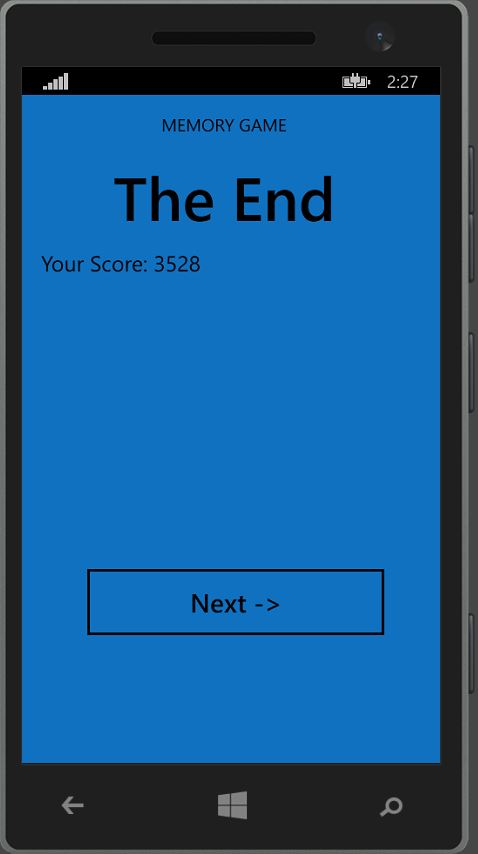 2:27
MEMORY GAME
The End
Your Score: 3528
Next ->